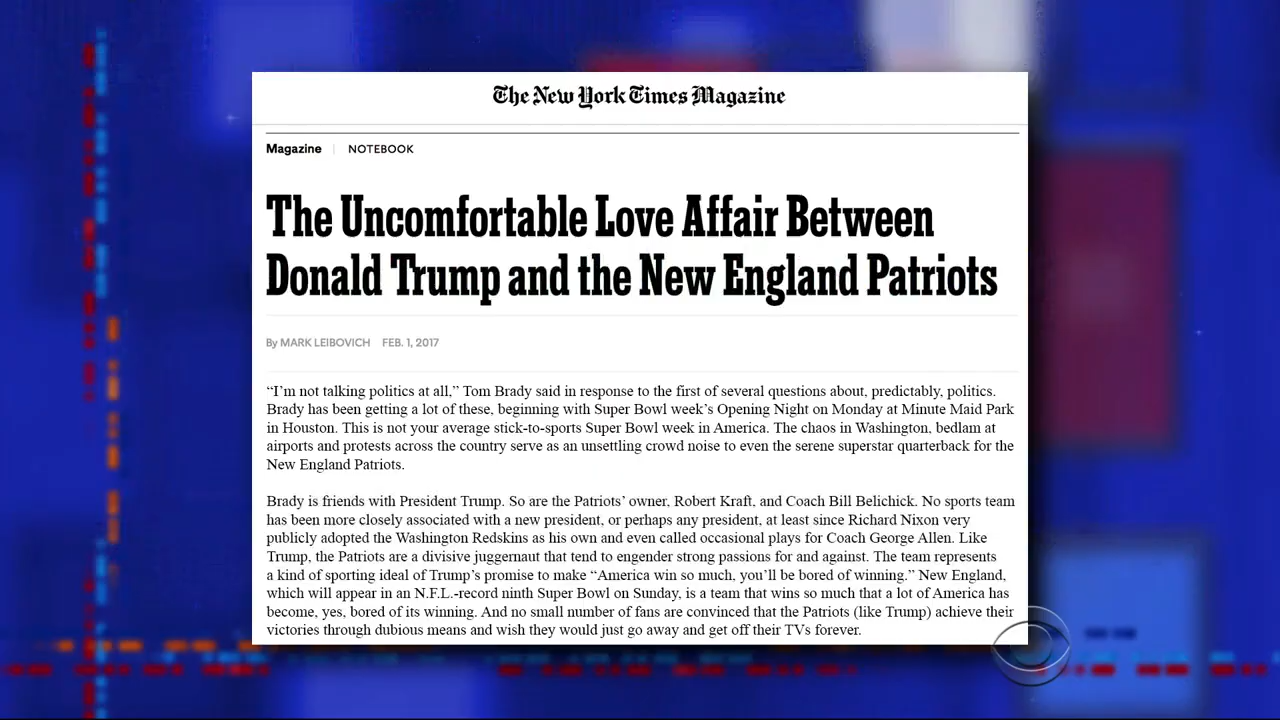 The New York Times Magazine
Magazine | NOTEBOOK
The Uncomfortable Love Affair Between
Donald Trump and the New England Patriots
By MARK LEIBOVICH FEB. 1, 2017
“I’m not talking politics at all,” Tom Brady said in response to the first of several questions about, predictably, politics.
Brady has been getting a lot of these, beginning with Super Bowl week’s Opening Night on Monday at Minute Maid Park
in Houston. This is not your average stick-to-sports Super Bowl week in America. The chaos in Washington, bedlam at
airports and protests across the country serve as an unsettling crowd noise to even the serene superstar quarterback for the
New England Patriots.
Brady is friends with President Trump. So are the Patriots’ owner, Robert Kraft, and Coach Bill Belichick. No sports team
has been more closely associated with a new president, or perhaps any president, at least since Richard Nixon very
publicly adopted the Washington Redskins as his own and even called occasional plays for Coach George Allen. Like
Trump, the Patriots are a divisive juggernaut that tend to engender strong passions for and against. The team represents
a kind of sporting ideal of Trump’s promise to make “America win so much, you’ll be bored of winning.” New England,
which will appear in an N.F.L.-record ninth Super Bowl on Sunday, is a team that wins so much that a lot of America has
become, yes, bored of its winning. And no small number of fans are convinced that the Patriots (like Trump) achieve their
victories through dubious means and wish they would just go away and get off their TVs forever.